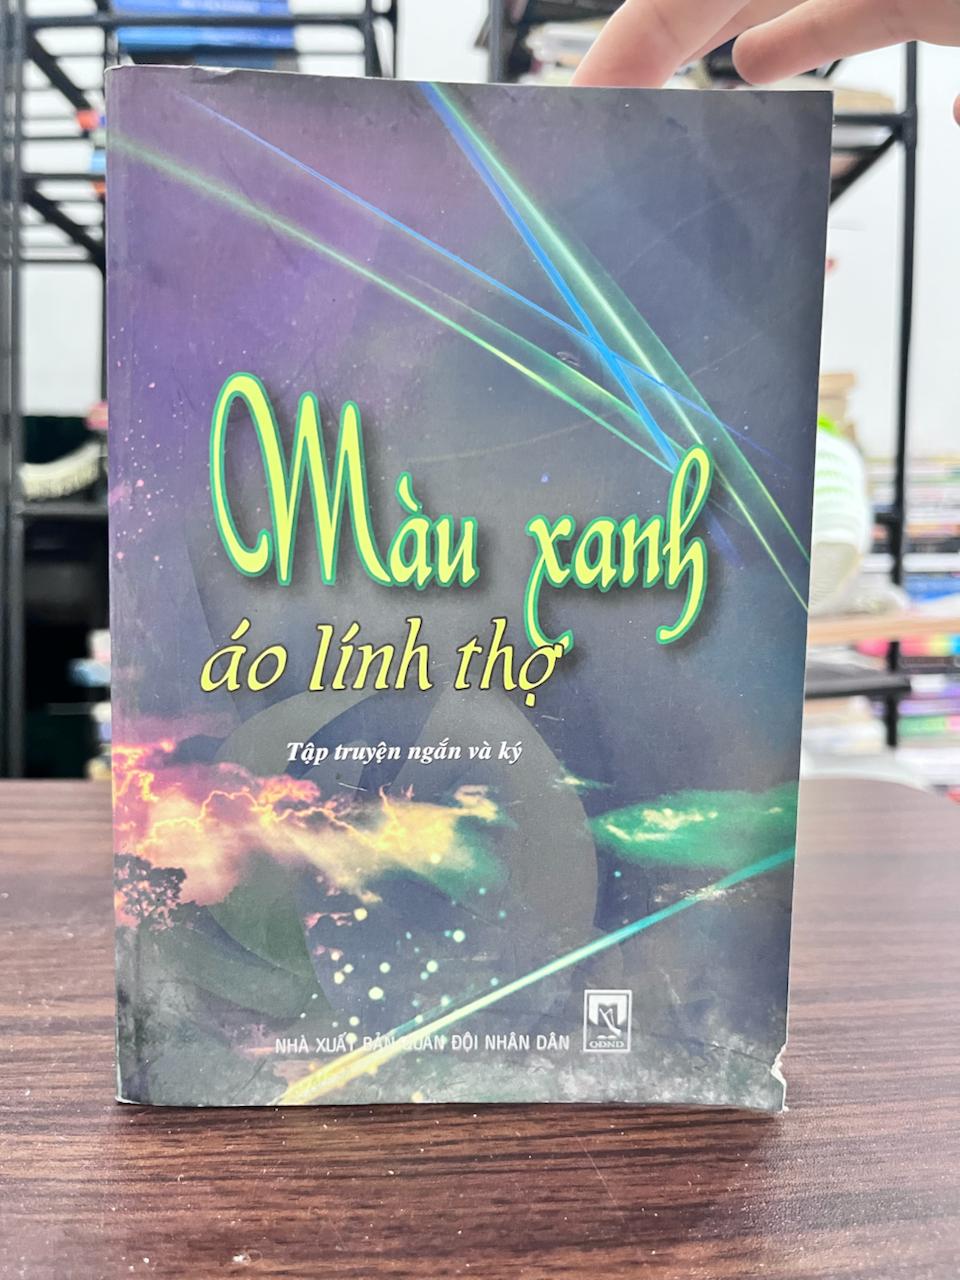 Màu xanh
áo lính thợ
Tập truyện ngắn và ký
NHÀ XUẤT BẢN QUÂN ĐỘI NHÂN DÂN
QĐND